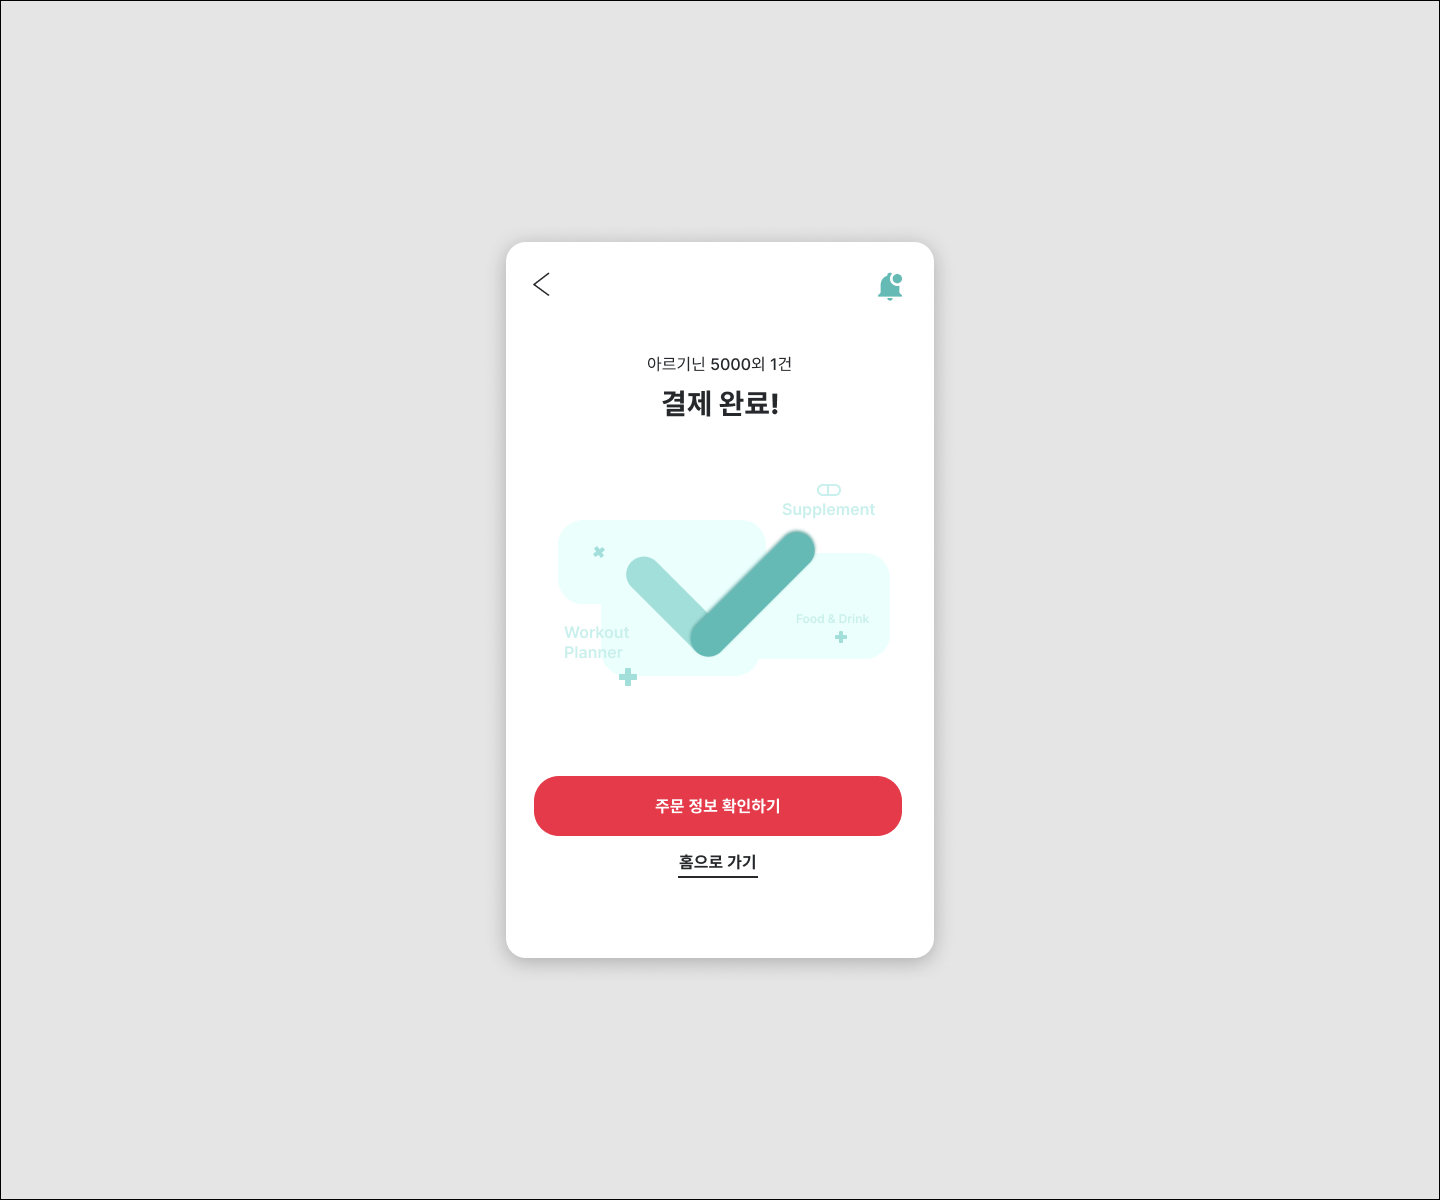 아르기닌 5000외 1건
결제 완료!
Supplement
Food & Drink
Workout
Planner
주문 정보 확인하기
홈으로 가기